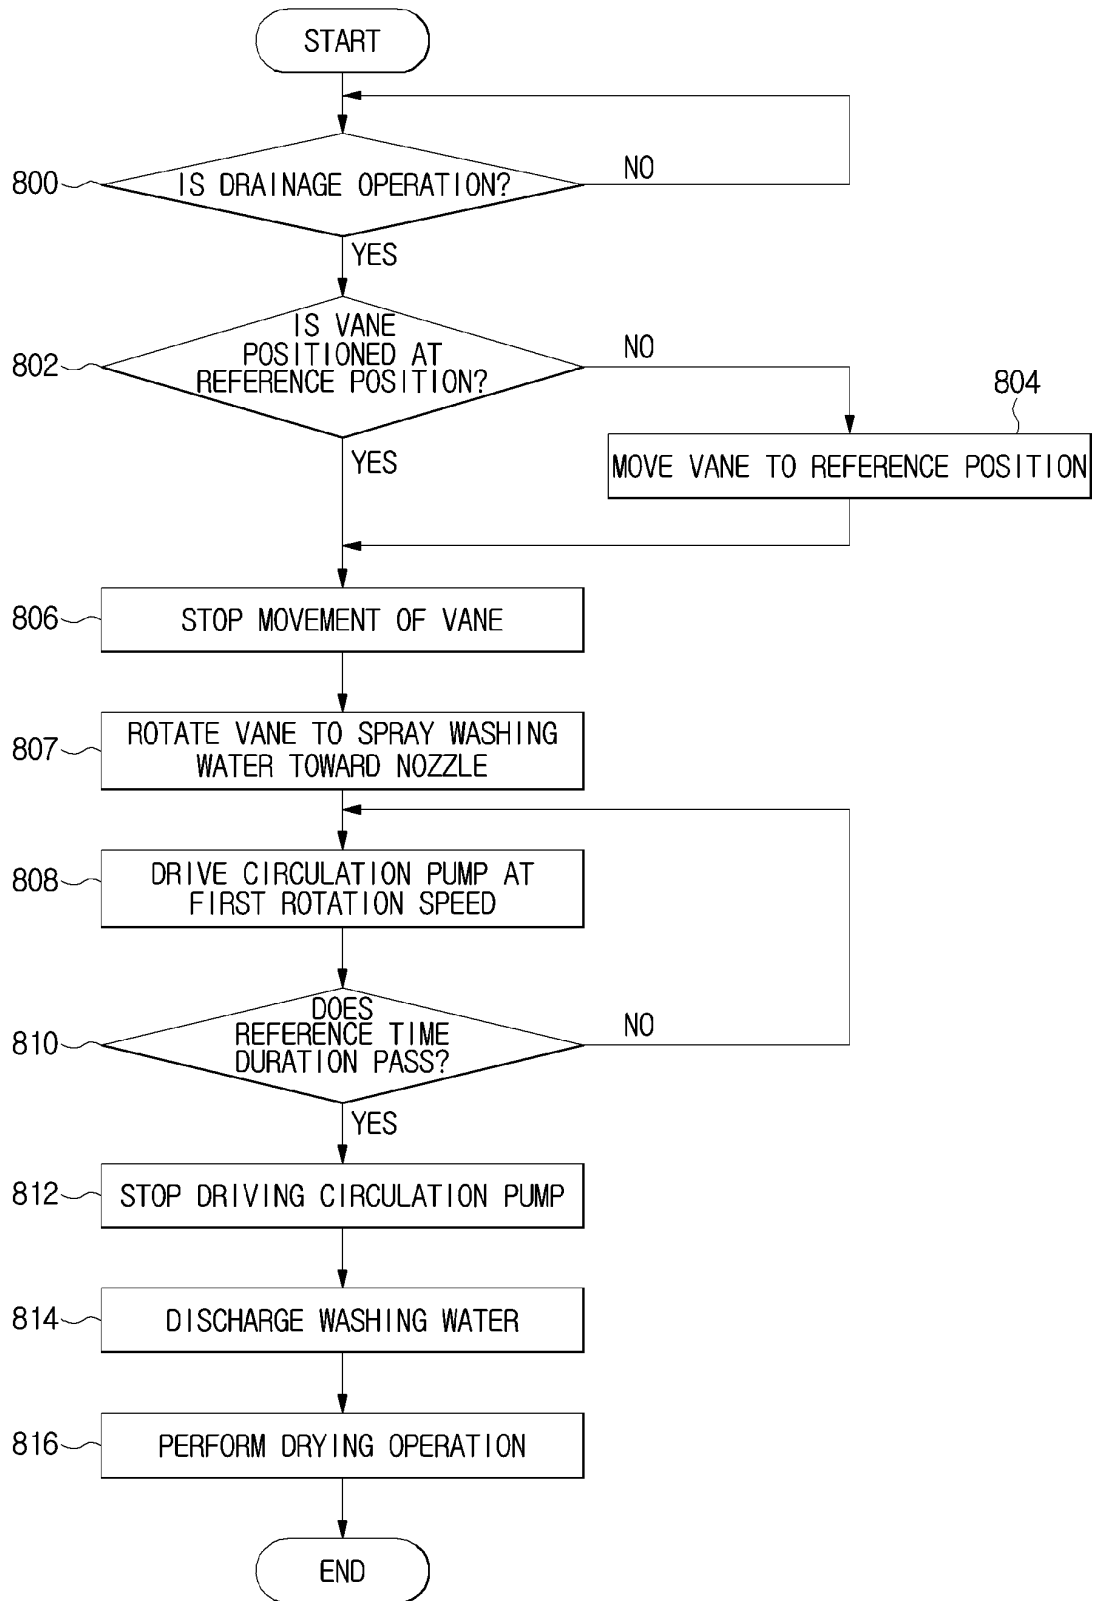 START
NO
800
IS DRAINAGE OPERATION?
YES
IS VANE
POSITIONED AT
REFERENCE POSITION?
NO
802
804
YES
MOVE VANE TO REFERENCE POSITION
806
STOP MOVEMENT OF VANE
807
ROTATE VANE TO SPRAY WASHING
WATER TOWARD NOZZLE
808
DRIVE CIRCULATION PUMP AT
FIRST ROTATION SPEED
DOES
REFERENCE TIME
DURATION PASS?
NO
810
YES
812
STOP DRIVING CIRCULATION PUMP
814
DISCHARGE WASHING WATER
816
PERFORM DRYING OPERATION
END